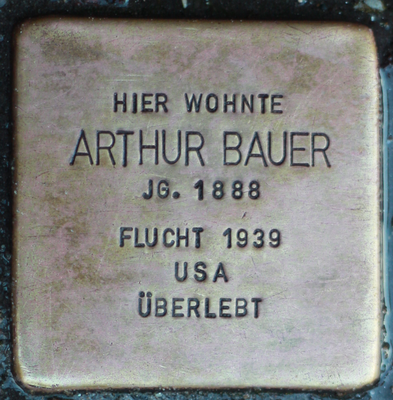 HIER WOHNTE
ARTHUR BAUER
JG. 1888
FLUCHT 1939
USA
ÜBERLEBT